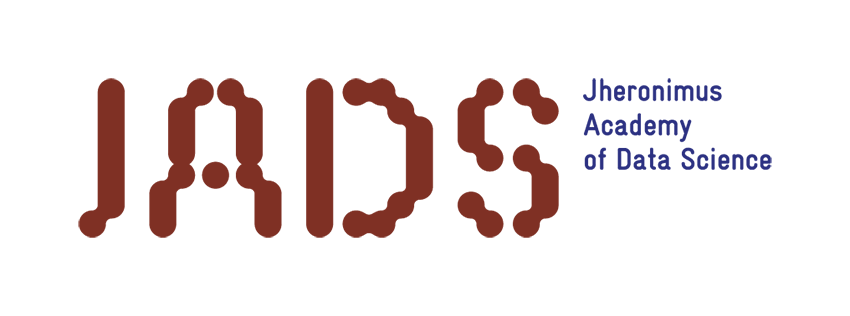 JADS
Jheronimus
Academy
of Data Science